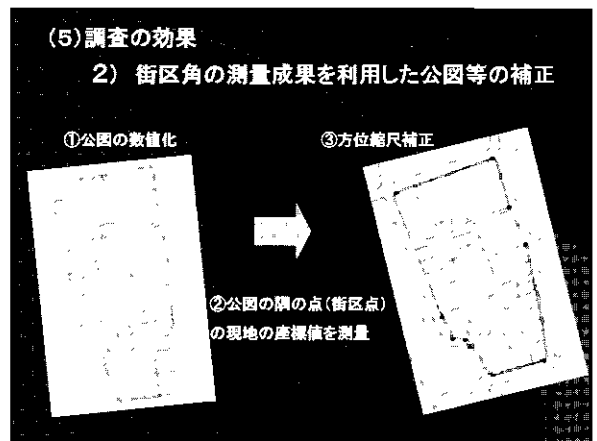 (5)調査の効果
2) 街区角の測量成果を利用した公図等の補正
①公図の数値化
③方位縮尺補正
②公図の隅の点(街区点)
の現地の座標値を測量